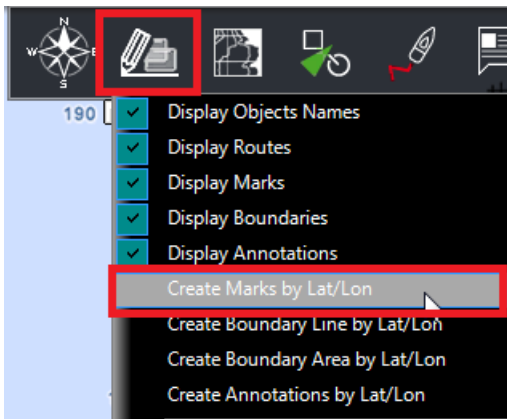 N
W
E
S
190
Display Objects Names
Display Routes
Display Marks
Display Boundaries
Display Annotations
Create Marks by Lat/Lon
Create Boundary Line by Lat/Lon
Create Boundary Area by Lat/Lon
Create Annotations by Lat/Lon